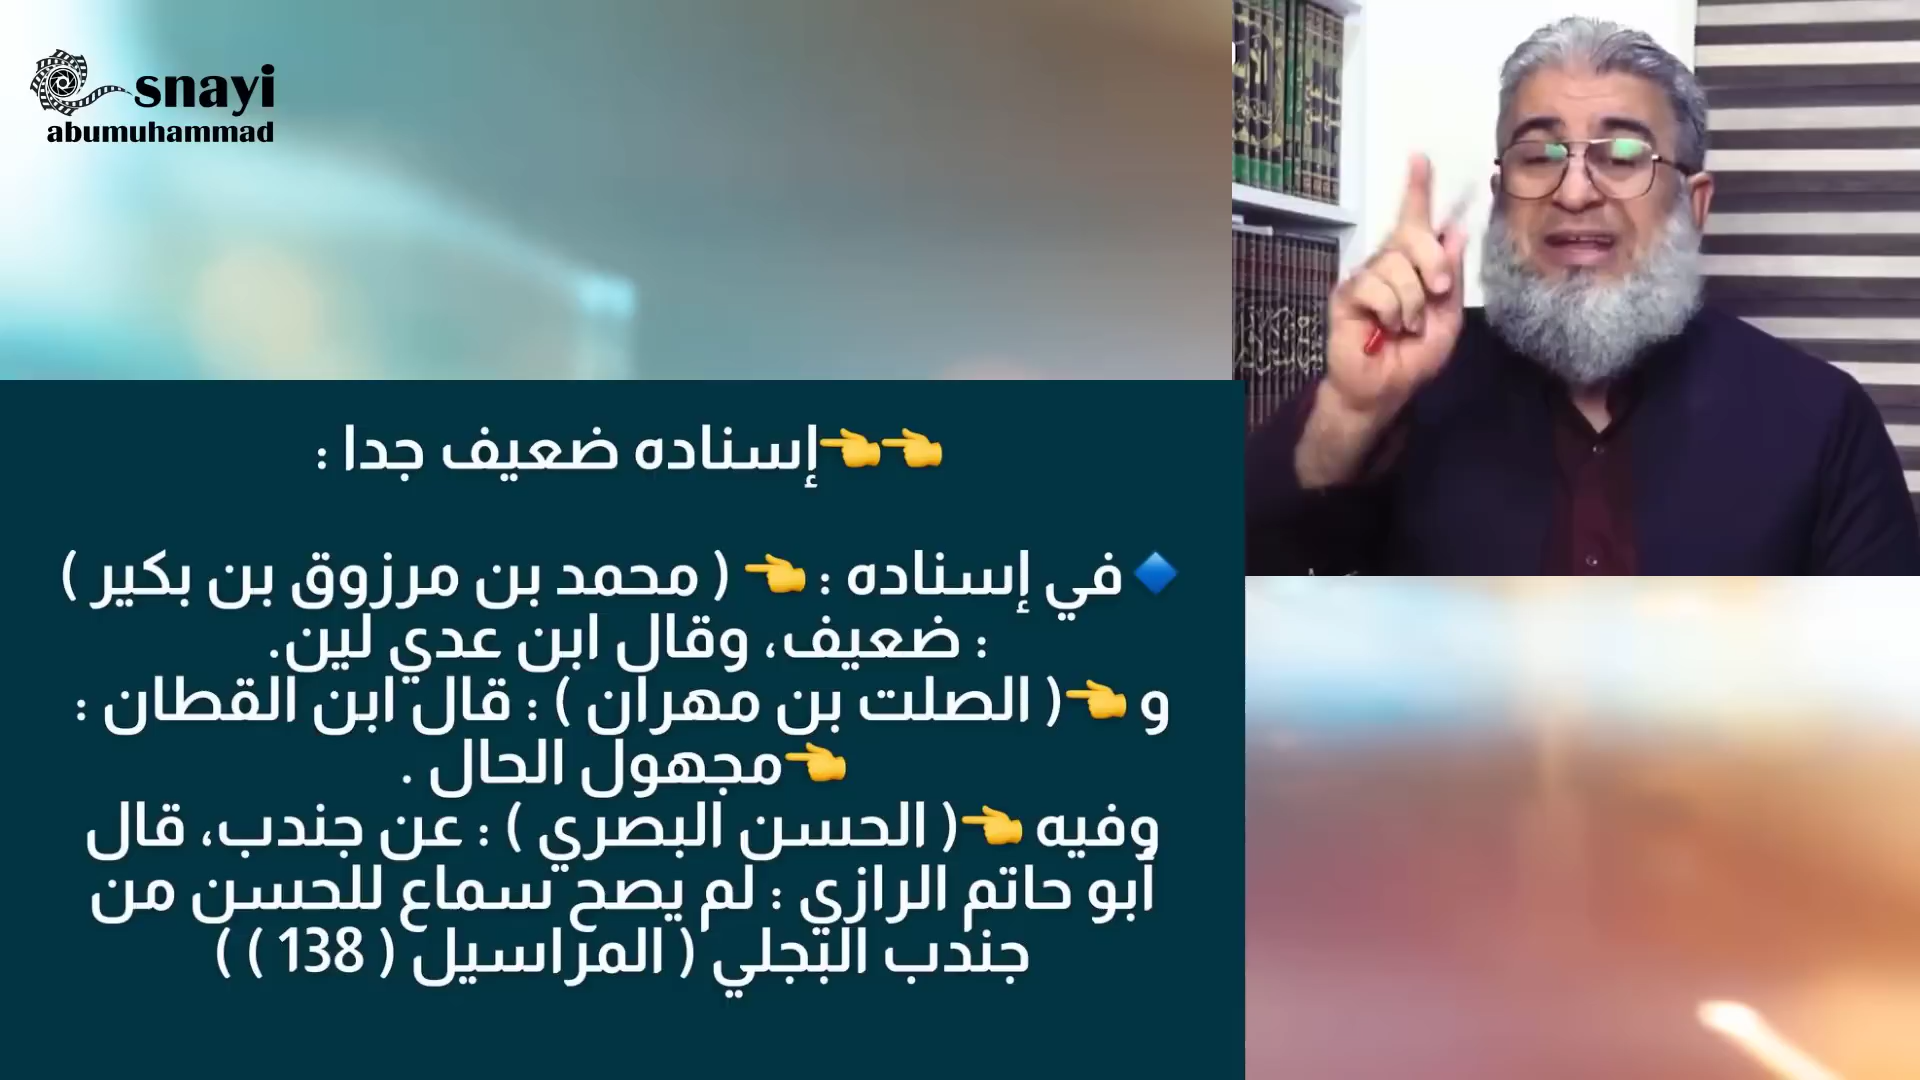 snayi
abumuhammad
👈👈إسناده ضعيف جدا :
🔷في إسناده : 👈 ( محمد بن مرزوق بن بكير )
: ضعيف، وقال ابن عدي لين.
و 👈( الصلت بن مهران ) : قال ابن القطان :
👈مجهول الحال .
وفيه 👈( الحسن البصري ) : عن جندب، قال
أبو حاتم الرازي : لم يصح سماع للحسن من
جندب البجلي ( المراسيل ( 138 ) )